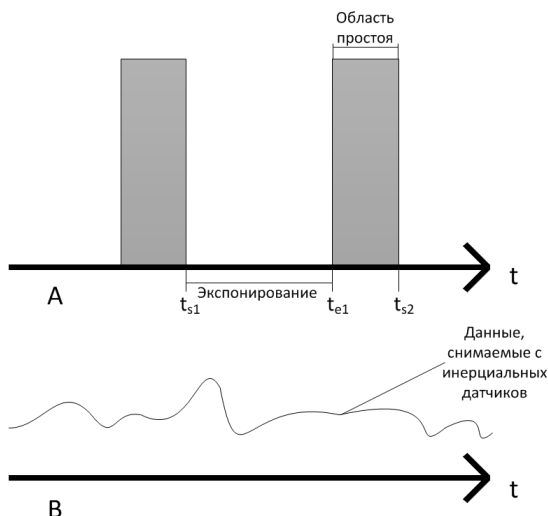 Область
простоя
t
A
Экспонирование
ts1
te1
ts2
Данные,
снимаемые с
инерциальных
датчиков
t
B